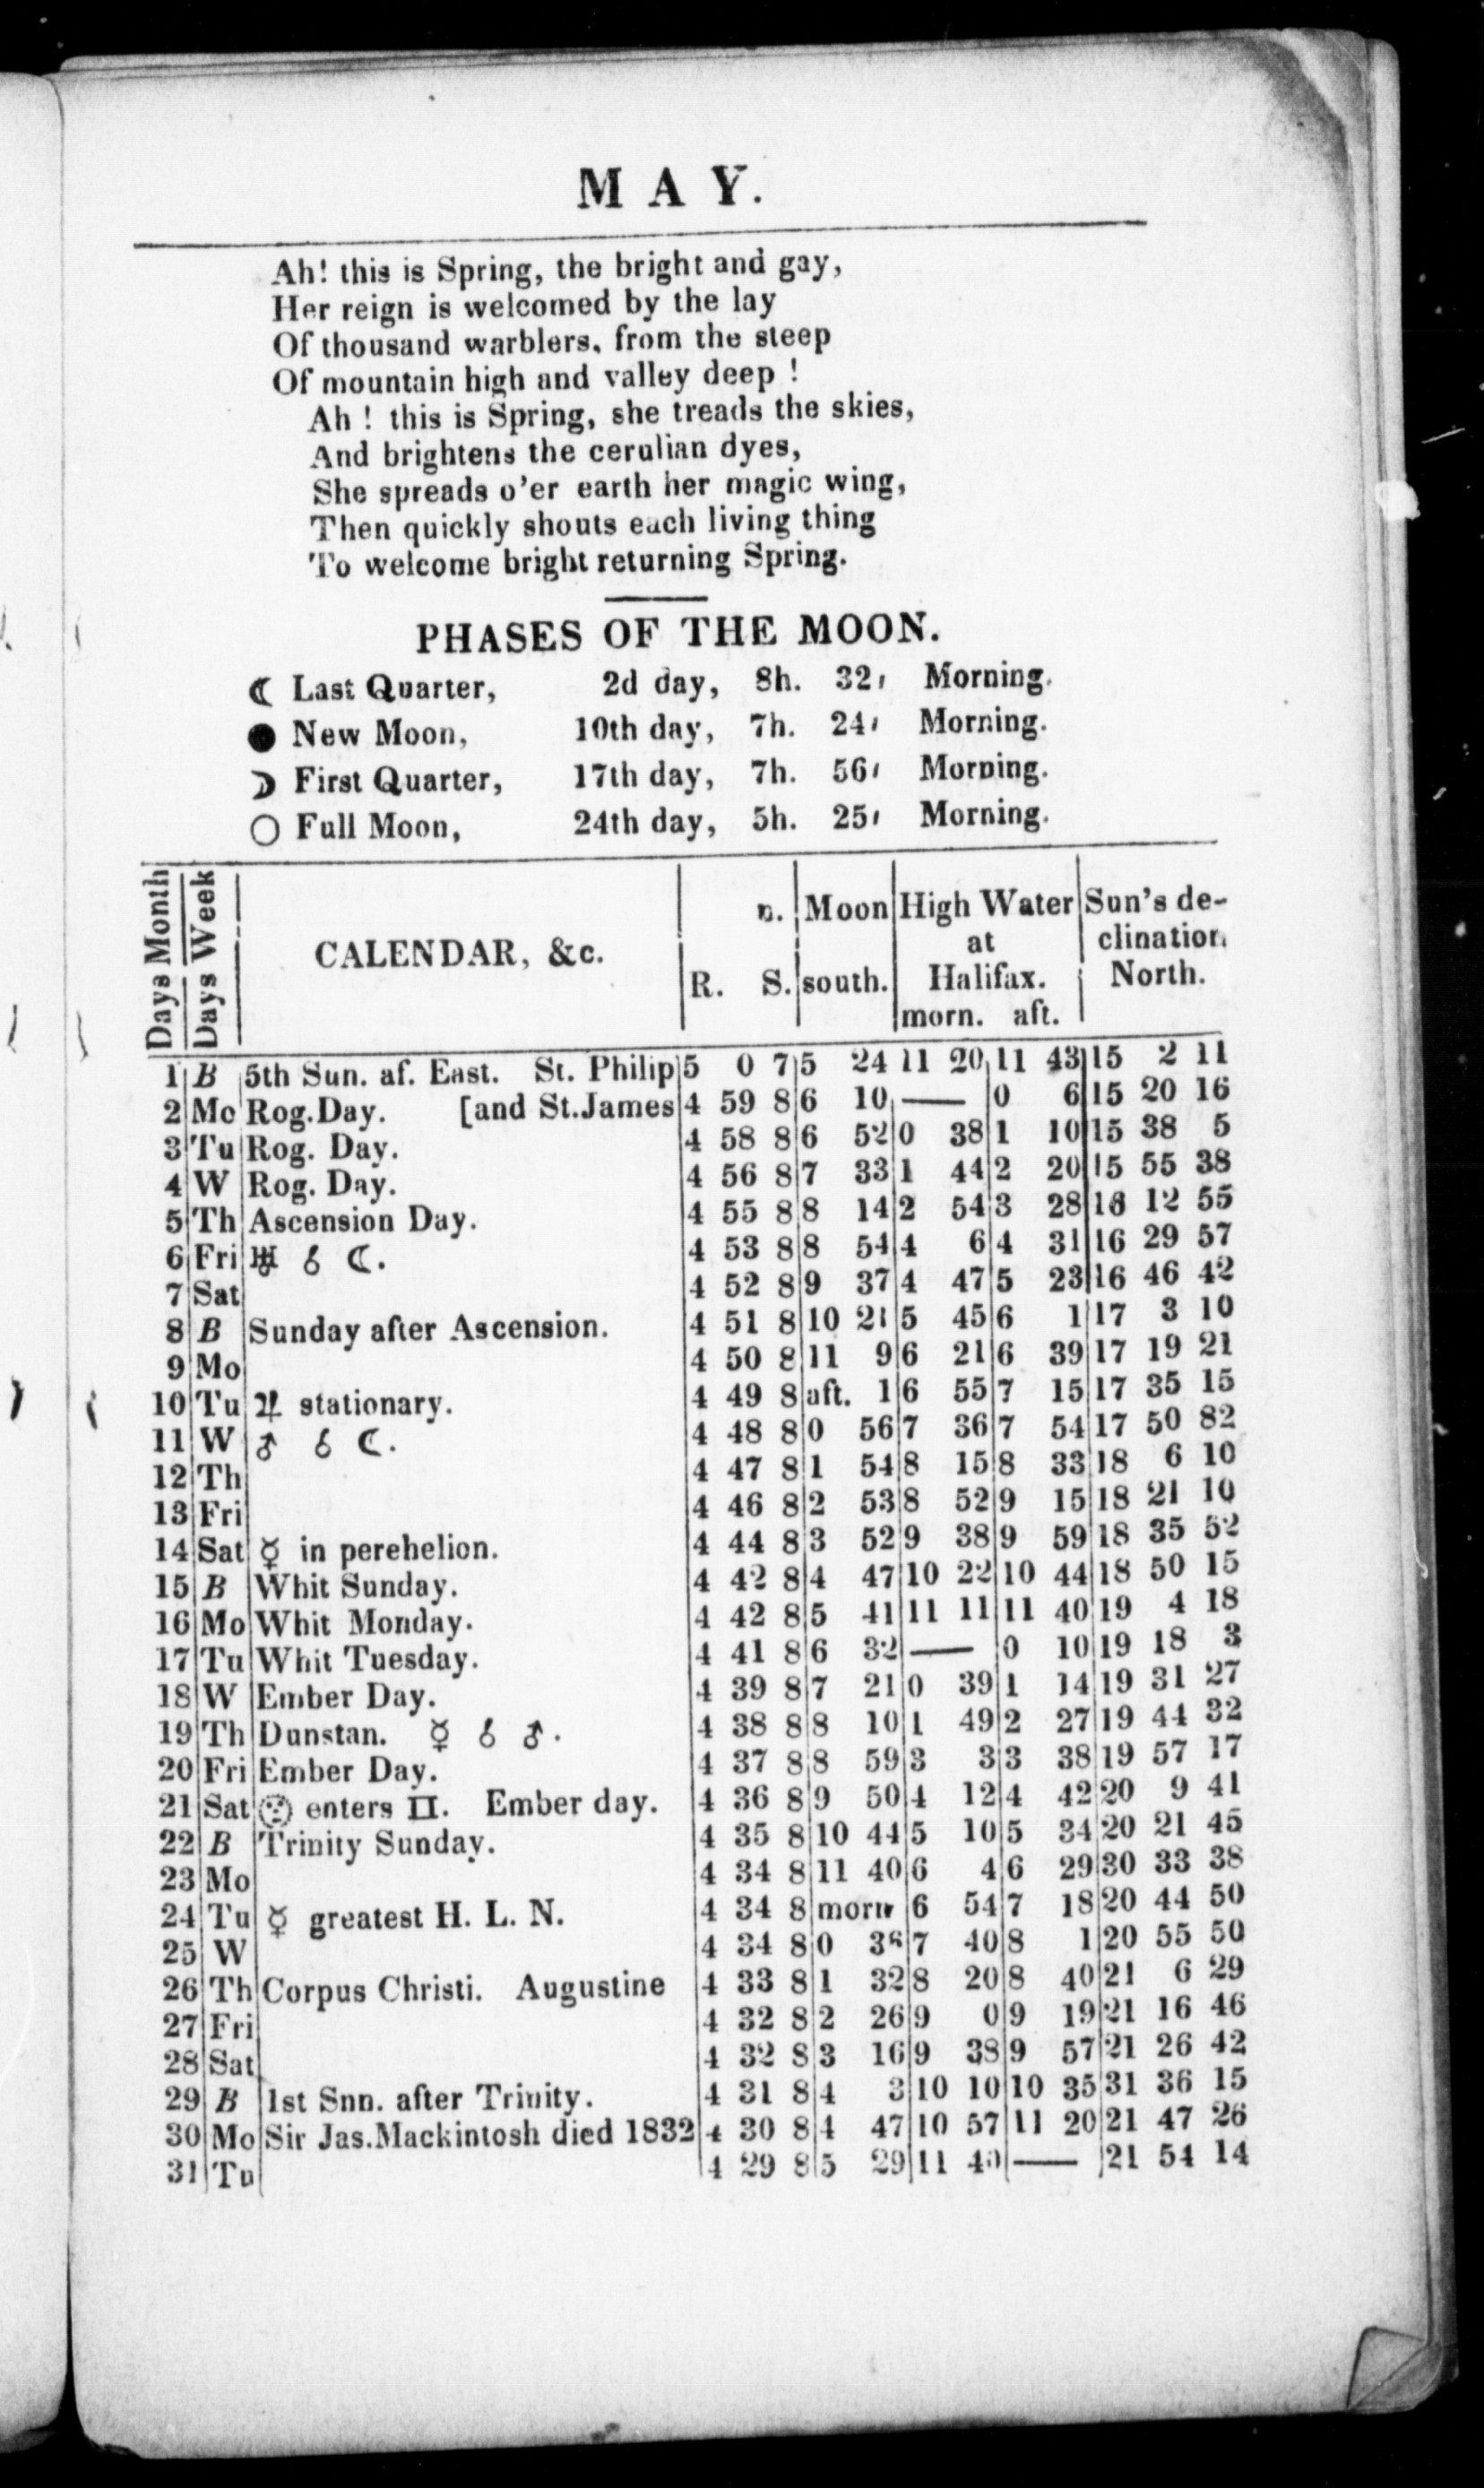 MAY.
Ah! this is Spring, the bright and gay,
Her reign is welcomed by the lay
Of thousand warblers, from the steep
Of mountain high and valley deep !
Ah ! this is Spring, she treads the skies,
And brightens the cerulian dyes,
She spreads o'er earth her magic wing,
Then quickly shouts each living thing
To welcome bright returning Spring.
PHASES OF THE MOON.
☾ Last Quarter, 2d day, 8h. 32′ Morning.
● New Moon, 10th day, 7h. 24′ Morning.
☽ First Quarter, 17th day, 7h. 56′ Morning.
○ Full Moon, 24th day, 5h. 25′ Morning.
Days Month
Days Week
CALENDAR, &c.
n.
R. S.
Moon
south.
High Water
at
Halifax.
morn. aft.
Sun's de-
clination
North.
1 B 5th Sun. af. East. St. Philip 5 0 7 5 24 11 20 11 43 15 2 11
2 Mo Rog.Day. [and St.James 4 59 8 6 10 — 0 6 15 20 16
3 Tu Rog. Day. 4 58 8 6 52 0 38 1 10 15 38 5
4 W Rog. Day. 4 56 8 7 33 1 44 2 20 15 55 38
5 Th Ascension Day. 4 55 8 8 14 2 54 3 28 16 12 55
6 Fri ♅ ☌ ☾. 4 53 8 8 54 4 6 4 31 16 29 57
7 Sat 4 52 8 9 37 4 47 5 23 16 46 42
8 B Sunday after Ascension. 4 51 8 10 21 5 45 6 1 17 3 10
9 Mo 4 50 8 11 9 6 21 6 39 17 19 21
10 Tu ♃ stationary. 4 49 8 aft. 1 6 55 7 15 17 35 15
11 W ♂ ☌ ☾. 4 48 8 0 56 7 36 7 54 17 50 82
12 Th 4 47 8 1 54 8 15 8 33 18 6 10
13 Fri 4 46 8 2 53 8 52 9 15 18 21 10
14 Sat ☿ in perehelion. 4 44 8 3 52 9 38 9 59 18 35 52
15 B Whit Sunday. 4 42 8 4 47 10 22 10 44 18 50 15
16 Mo Whit Monday. 4 42 8 5 41 11 11 11 40 19 4 18
17 Tu Whit Tuesday. 4 41 8 6 32 — 0 10 19 18 3
18 W Ember Day. 4 39 8 7 21 0 39 1 14 19 31 27
19 Th Dunstan. ☿ ☌ ♂. 4 38 8 8 10 1 49 2 27 19 44 32
20 Fri Ember Day. 4 37 8 8 59 3 3 3 38 19 57 17
21 Sat ☉ enters ♊. Ember day. 4 36 8 9 50 4 12 4 42 20 9 41
22 B Trinity Sunday. 4 35 8 10 44 5 10 5 34 20 21 45
23 Mo 4 34 8 11 40 6 4 6 29 30 33 38
24 Tu ☿ greatest H. L. N. 4 34 8 morn 6 54 7 18 20 44 50
25 W 4 34 8 0 38 7 40 8 1 20 55 50
26 Th Corpus Christi. Augustine 4 33 8 1 32 8 20 8 40 21 6 29
27 Fri 4 32 8 2 26 9 0 9 19 21 16 46
28 Sat 4 32 8 3 16 9 38 9 57 21 26 42
29 B 1st Snn. after Trinity. 4 31 8 4 3 10 10 10 35 31 36 15
30 Mo Sir Jas.Mackintosh died 1832 4 30 8 4 47 10 57 11 20 21 47 26
31 Tu 4 29 8 5 29 11 40 — 21 54 14